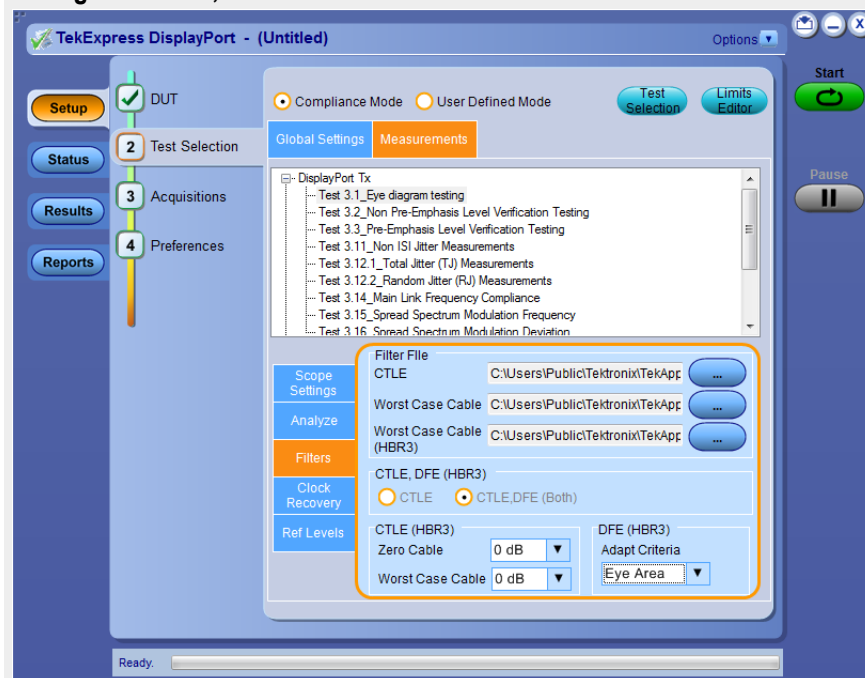 TekExpress DisplayPort - (Untitled)
Options
Start
Setup
DUT
Compliance Mode
User Defined Mode
Test Selection
Limits Editor
Status
2 Test Selection
Global Settings
Measurements
DisplayPort Tx
Test 3.1_Eye diagram testing
Test 3.2_Non Pre-Emphasis Level Verification Testing
Test 3.3_Pre-Emphasis Level Verification Testing
Test 3.11_Non ISI Jitter Measurements
Test 3.12.1_Total Jitter (TJ) Measurements
Test 3.12.2_Random Jitter (RJ) Measurements
Test 3.14_Main Link Frequency Compliance
Test 3.15_Spread Spectrum Modulation Frequency
Test 3.16_Spread Spectrum Modulation Deviation
Pause
Results
3 Acquisitions
Reports
4 Preferences
Scope Settings
Analyze
Filters
Clock Recovery
Ref Levels
Filter FIle
CTLE
C:\Users\Public\Tektronix\TekApp
...
Worst Case Cable
C:\Users\Public\Tektronix\TekApp
...
Worst Case Cable (HBR3)
C:\Users\Public\Tektronix\TekApp
...
CTLE, DFE (HBR3)
CTLE
CTLE,DFE (Both)
CTLE (HBR3)
Zero Cable
0 dB
Worst Case Cable
0 dB
DFE (HBR3)
Adapt Criteria
Eye Area
Ready.